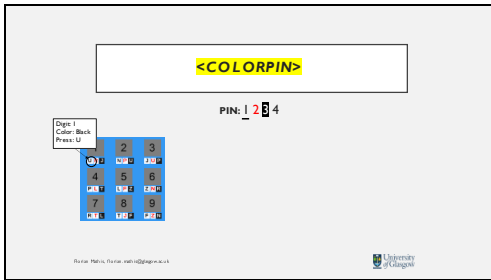 <COLORPIN>
PIN: 1 2 3 4
Digit: 1
Color: Black
Press: U
2 3
N P U J U P
4 5 6
P L T L P Z Z N R
7 8 9
R T L T J P P Z N
Florian Mathis, florian.mathis@glasgow.ac.uk
University
of Glasgow